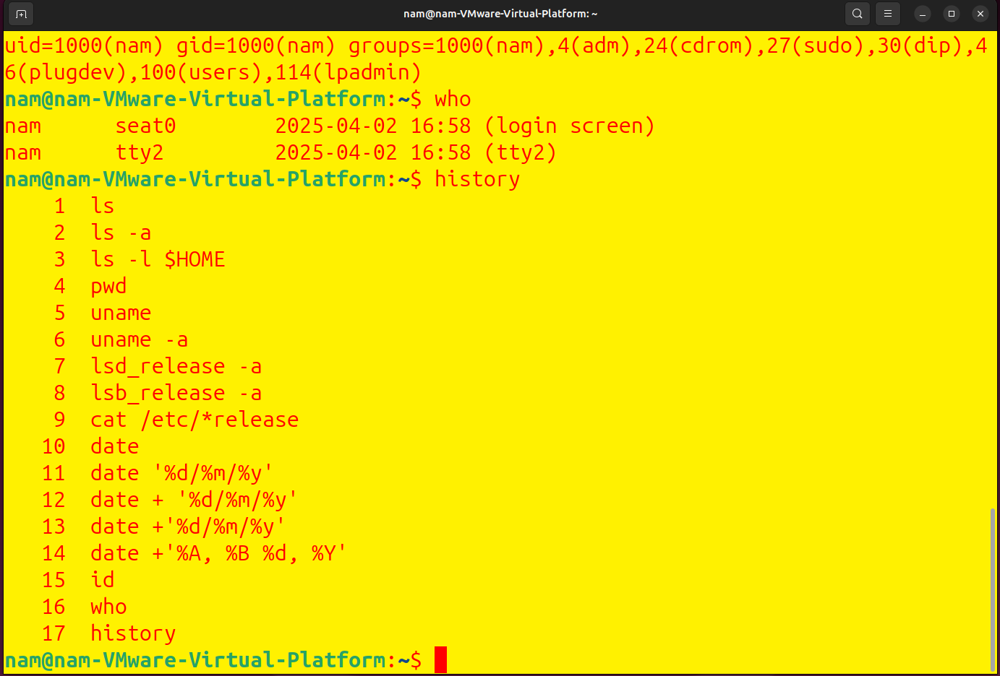 nam@nam-VMware-Virtual-Platform: ~
uid=1000(nam) gid=1000(nam) groups=1000(nam),4(adm),24(cdrom),27(sudo),30(dip),4
6(plugdev),100(users),114(lpadmin)
nam@nam-VMware-Virtual-Platform:~$ who
nam      seat0        2025-04-02 16:58 (login screen)
nam      tty2         2025-04-02 16:58 (tty2)
nam@nam-VMware-Virtual-Platform:~$ history
    1  ls
    2  ls -a
    3  ls -l $HOME
    4  pwd
    5  uname
    6  uname -a
    7  lsd_release -a
    8  lsb_release -a
    9  cat /etc/*release
   10  date
   11  date '%d/%m/%y'
   12  date + '%d/%m/%y'
   13  date +'%d/%m/%y'
   14  date +'%A, %B %d, %Y'
   15  id
   16  who
   17  history
nam@nam-VMware-Virtual-Platform:~$